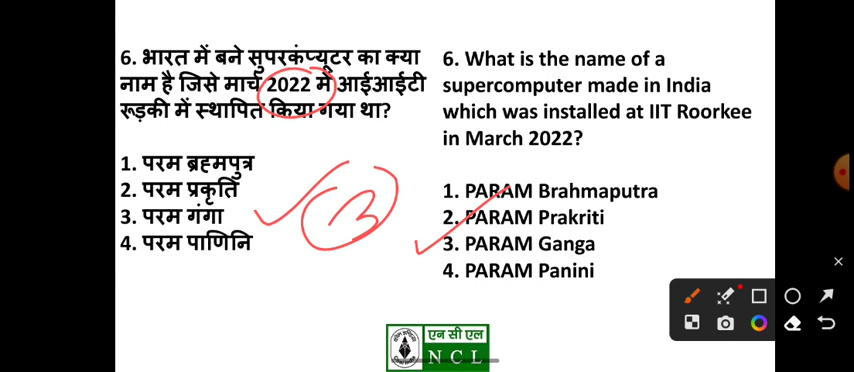 6. भारत में बने सुपरकंप्यूटर का क्या
नाम है जिसे मार्च 2022 में आईआईटी
रूड़की में स्थापित किया गया था?
1. परम ब्रह्मपुत्र
2. परम प्रकृति
3. परम गंगा
4. परम पाणिनि
3
6. What is the name of a
supercomputer made in India
which was installed at IIT Roorkee
in March 2022?
1. PARAM Brahmaputra
2. PARAM Prakriti
3. PARAM Ganga
4. PARAM Panini
एन सी एल
N C L